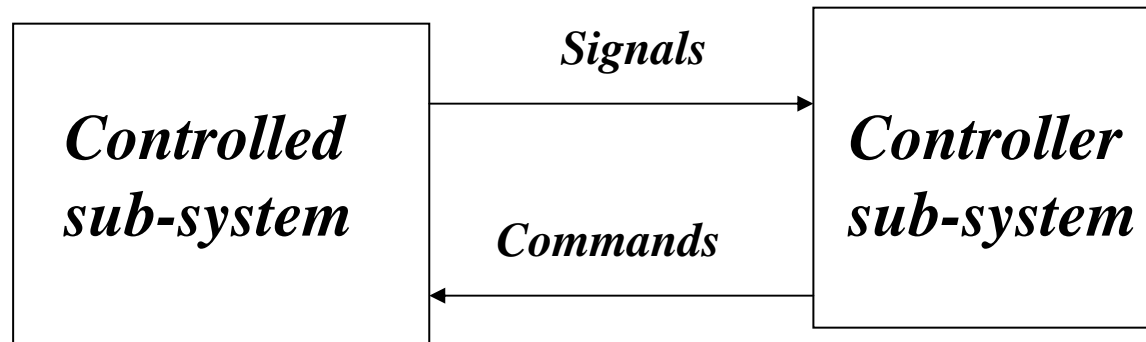 Signals
Controlled
sub-system
Controller
sub-system
Commands